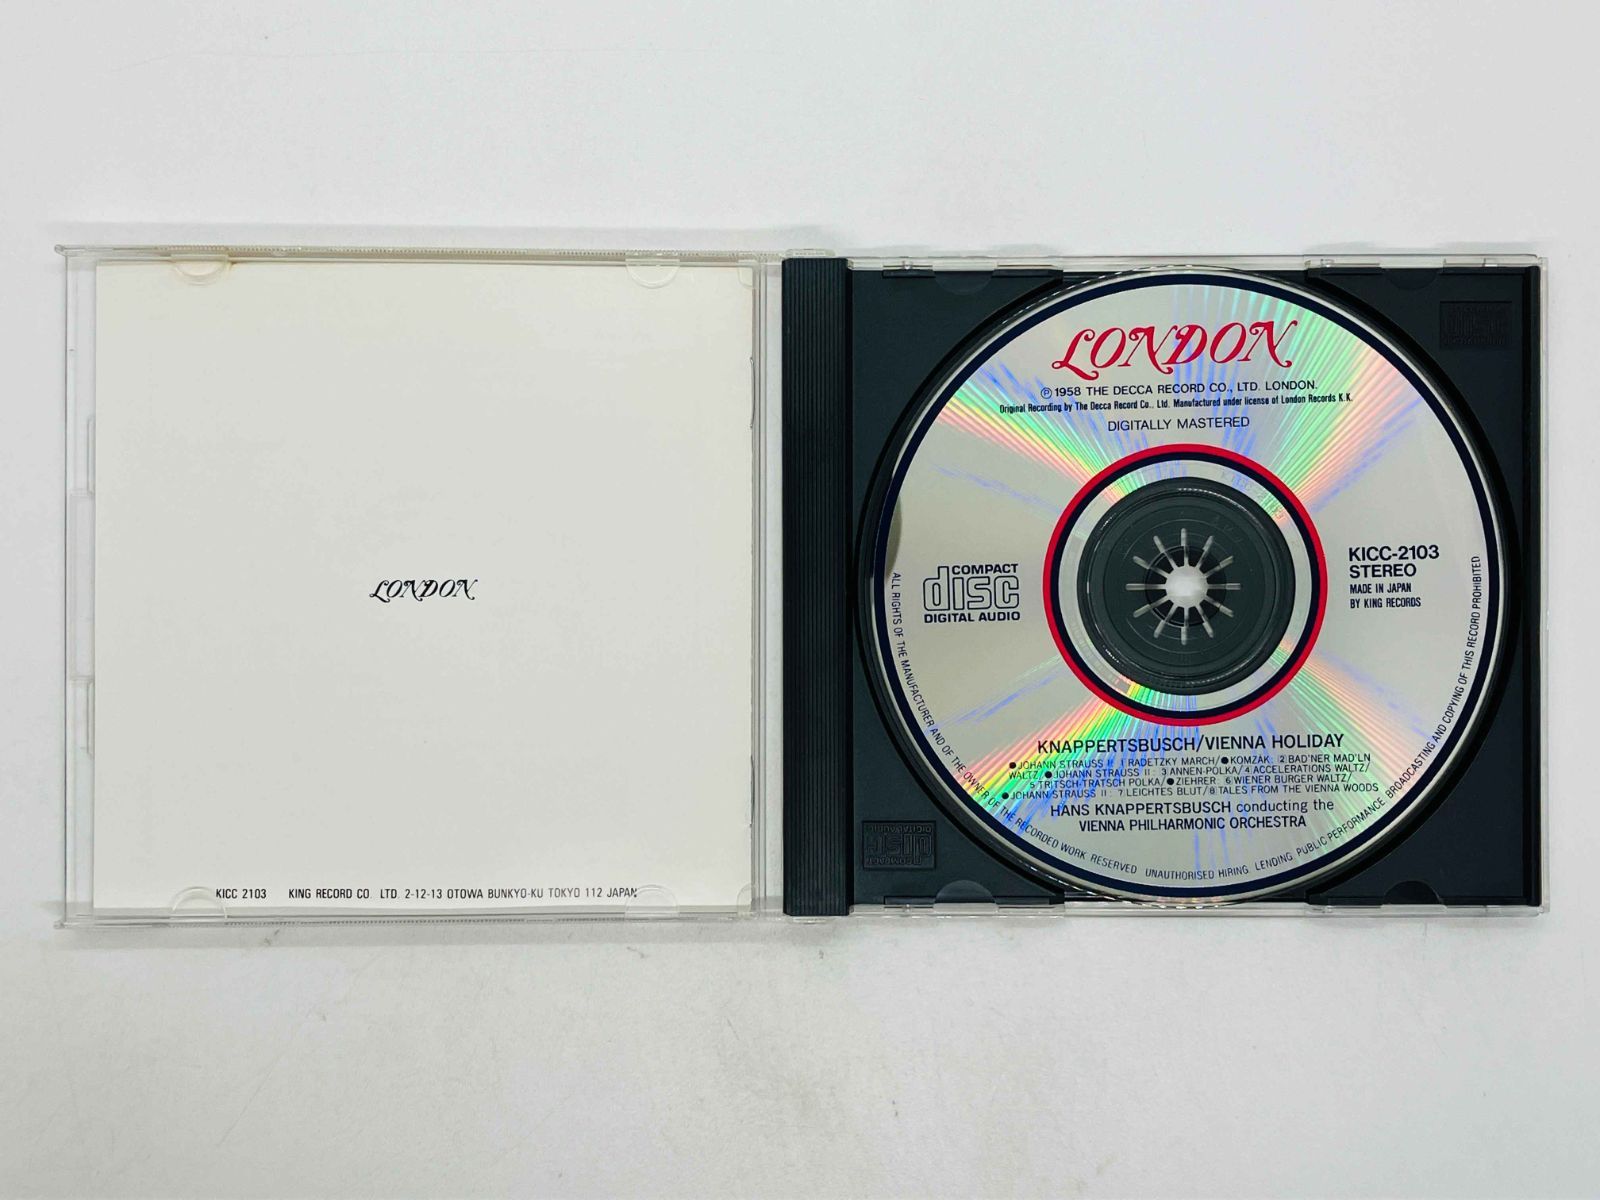 LONDON
KICC 2103 KING RECORD CO. LTD. 2-12-13 OTOWA BUNKYO-KU TOKYO 112 JAPAN
LONDON
Ⓟ 1958 THE DECCA RECORD CO., LTD. LONDON.
Original Recording by The Decca Record Co., Ltd. Manufactured under license of London Records K.K.
DIGITALLY MASTERED
COMPACT
disc
DIGITAL AUDIO
KICC-2103
STEREO
MADE IN JAPAN
BY KING RECORDS
KNAPPERTSBUSCH/VIENNA HOLIDAY
●JOHANN STRAUSS II: 1 RADETZKY MARCH/●KOMZAK: 2 BAD'NER MAD'LN
WALTZ/●JOHANN STRAUSS II: 3 ANNEN-POLKA/4 ACCELERATIONS WALTZ/
5 TRITSCH-TRATSCH POLKA/●ZIEHRER: 6 WIENER BURGER WALTZ/
●JOHANN STRAUSS II: 7 LEICHTES BLUT/8 TALES FROM THE VIENNA WOODS
HANS KNAPPERTSBUSCH conducting the
VIENNA PHILHARMONIC ORCHESTRA
ALL RIGHTS OF THE MANUFACTURER AND OF THE OWNER OF THE RECORDED WORK RESERVED UNAUTHORISED HIRING, LENDING, PUBLIC PERFORMANCE, BROADCASTING AND COPYING OF THIS RECORD PROHIBITED